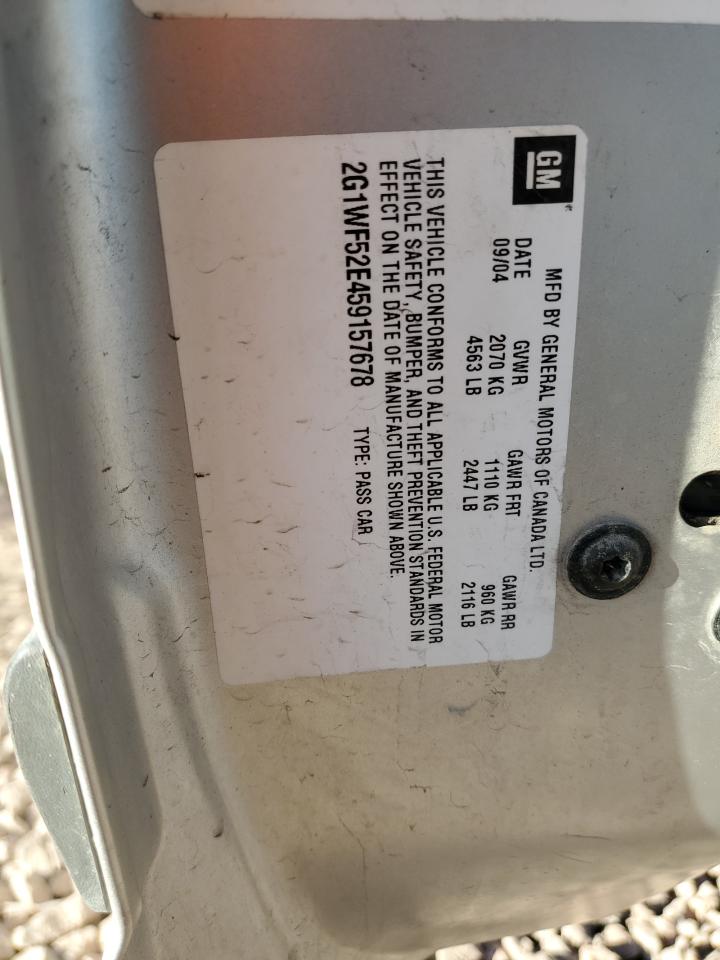 GM
MFD BY GENERAL MOTORS OF CANADA LTD.
DATE GVWR GAWR FRT GAWR RR
09/04 2070 KG 1110 KG 960 KG
4563 LB 2447 LB 2116 LB
THIS VEHICLE CONFORMS TO ALL APPLICABLE U.S. FEDERAL MOTOR
VEHICLE SAFETY, BUMPER, AND THEFT PREVENTION STANDARDS IN
EFFECT ON THE DATE OF MANUFACTURE SHOWN ABOVE.
2G1WF52E459157678 TYPE: PASS CAR